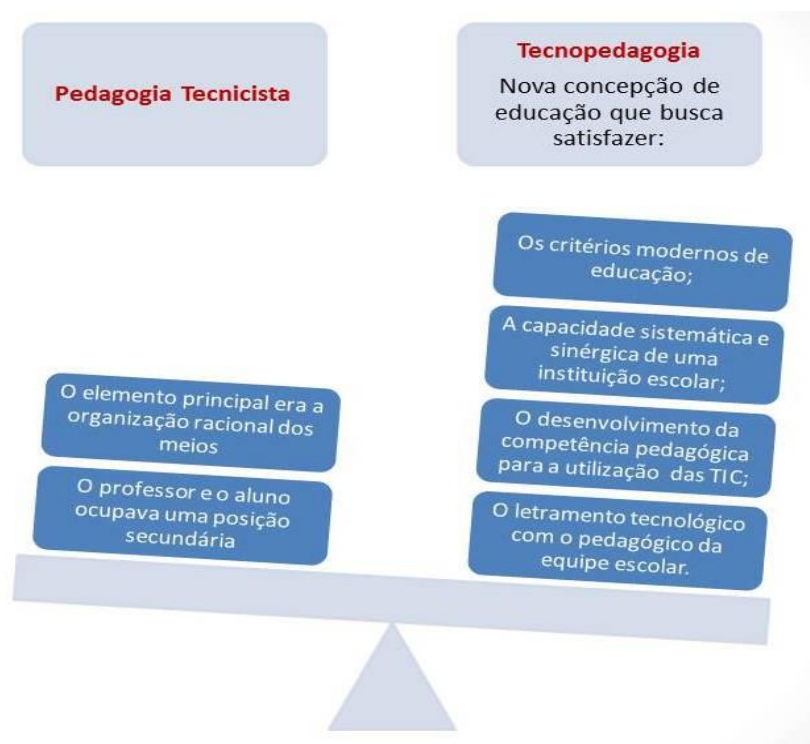 Pedagogia Tecnicista
Tecnopedagogia
Nova concepção de
educação que busca
satisfazer:
Os critérios modernos de
educação;
A capacidade sistemática e
sinérgica de uma
instituição escolar;
O desenvolvimento da
competência pedagógica
para a utilização das TIC;
O letramento tecnológico
com o pedagógico da
equipe escolar.
O elemento principal era a
organização racional dos
meios
O professor e o aluno
ocupava uma posição
secundária